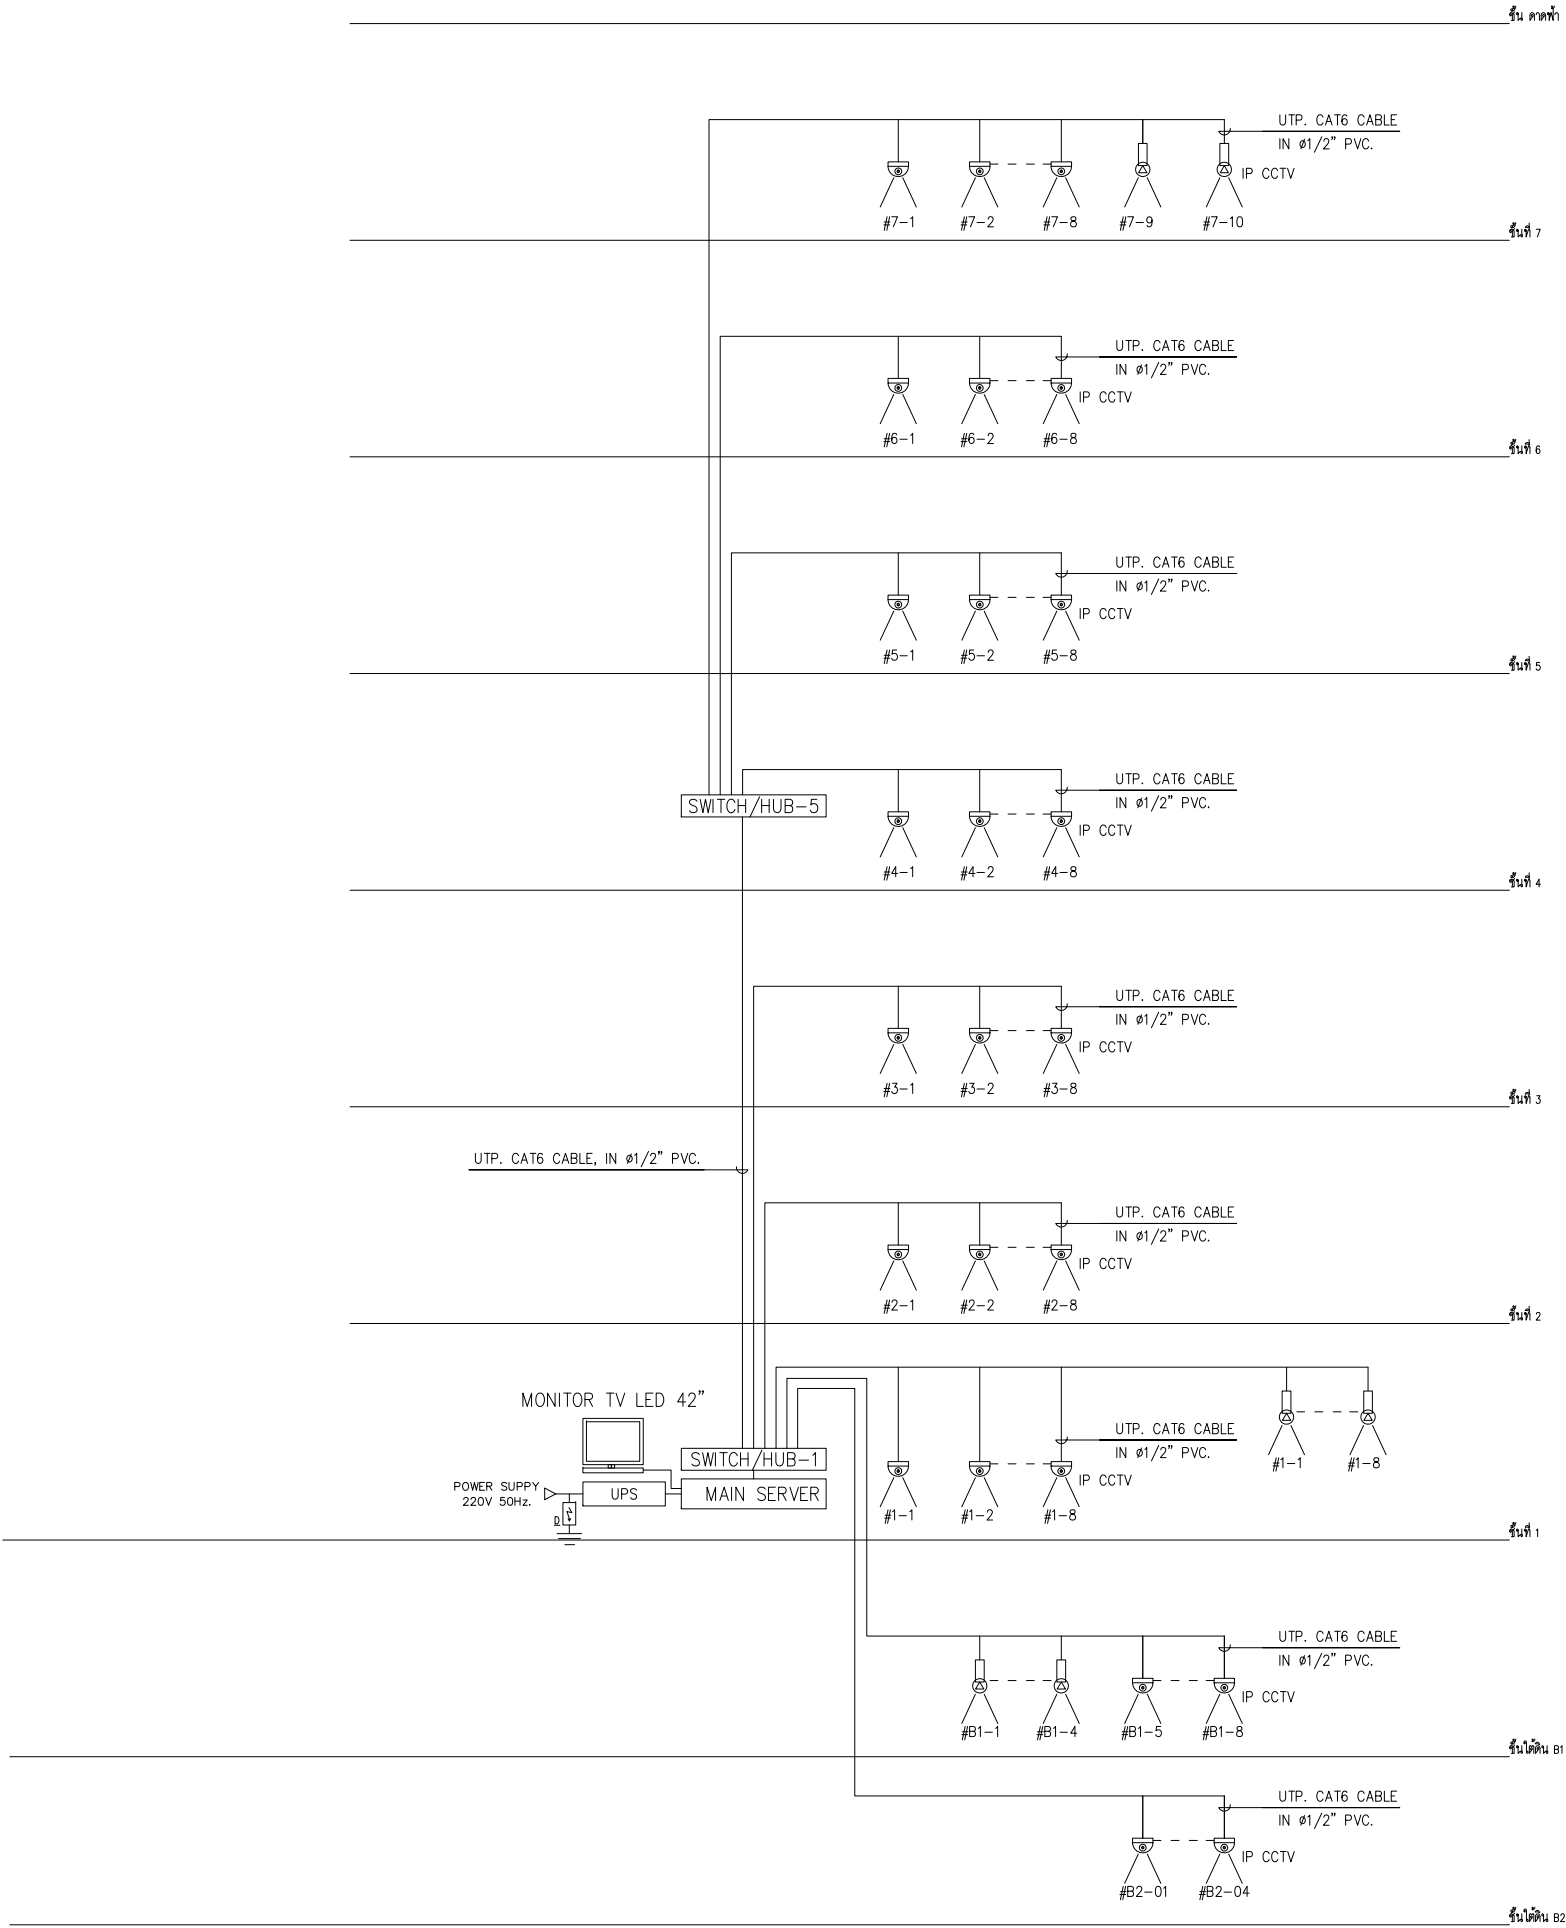 ชั้น ดาดฟ้า
UTP. CAT6 CABLE
IN ø1/2" PVC.
IP CCTV
#7-1
#7-2
#7-8
#7-9
#7-10
ชั้นที่ 7
UTP. CAT6 CABLE
IN ø1/2" PVC.
IP CCTV
#6-1
#6-2
#6-8
ชั้นที่ 6
UTP. CAT6 CABLE
IN ø1/2" PVC.
IP CCTV
#5-1
#5-2
#5-8
ชั้นที่ 5
UTP. CAT6 CABLE
IN ø1/2" PVC.
SWITCH/HUB-5
IP CCTV
#4-1
#4-2
#4-8
ชั้นที่ 4
UTP. CAT6 CABLE
IN ø1/2" PVC.
IP CCTV
#3-1
#3-2
#3-8
ชั้นที่ 3
UTP. CAT6 CABLE, IN ø1/2" PVC.
UTP. CAT6 CABLE
IN ø1/2" PVC.
IP CCTV
#2-1
#2-2
#2-8
ชั้นที่ 2
MONITOR TV LED 42"
UTP. CAT6 CABLE
IN ø1/2" PVC.
SWITCH/HUB-1
#1-1
#1-8
IP CCTV
POWER SUPPY
220V 50Hz.
UPS
MAIN SERVER
D
#1-1
#1-2
#1-8
ชั้นที่ 1
UTP. CAT6 CABLE
IN ø1/2" PVC.
IP CCTV
#B1-1
#B1-4
#B1-5
#B1-8
ชั้นใต้ดิน B1
UTP. CAT6 CABLE
IN ø1/2" PVC.
IP CCTV
#B2-01
#B2-04
ชั้นใต้ดิน B2